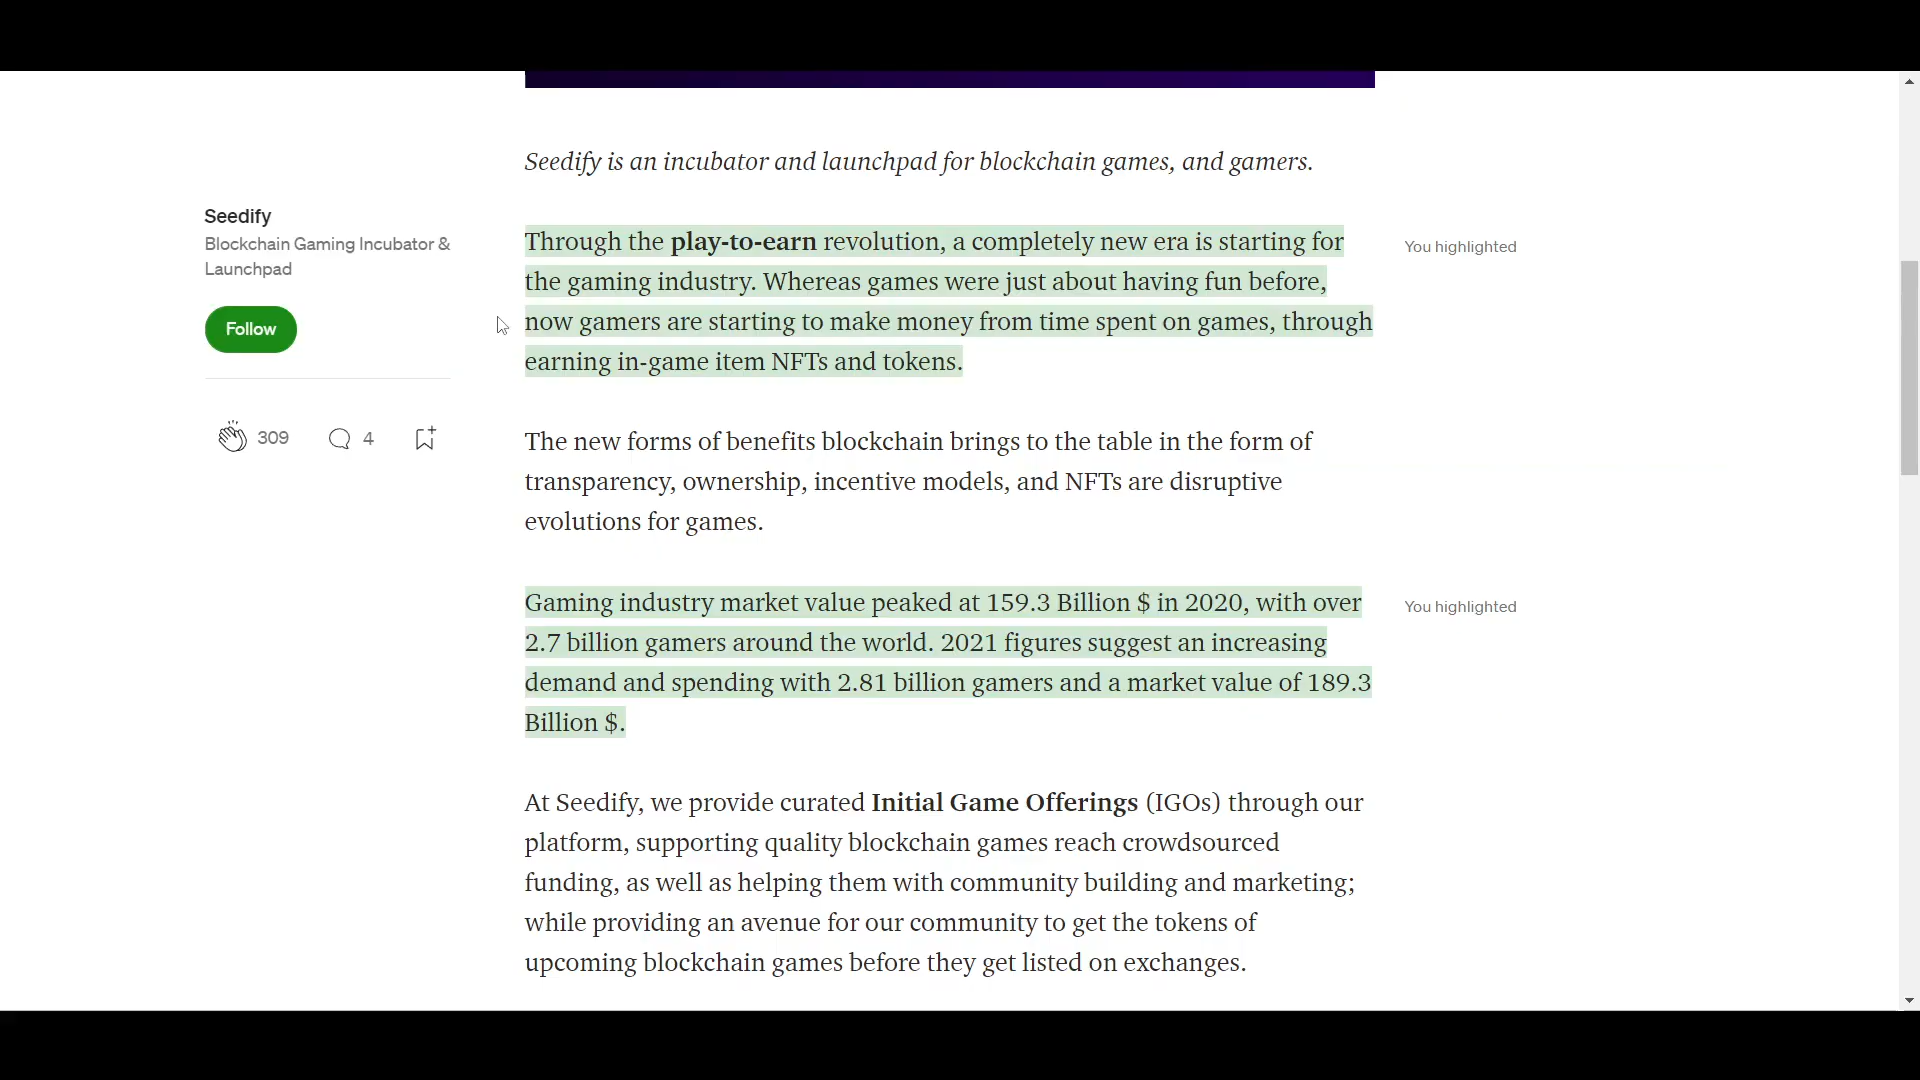 Seedify is an incubator and launchpad for blockchain games, and gamers.
Seedify
Blockchain Gaming Incubator &
Launchpad
Follow
309
4
Through the play-to-earn revolution, a completely new era is starting for
the gaming industry. Whereas games were just about having fun before,
now gamers are starting to make money from time spent on games, through
earning in-game item NFTs and tokens.
You highlighted
The new forms of benefits blockchain brings to the table in the form of
transparency, ownership, incentive models, and NFTs are disruptive
evolutions for games.
Gaming industry market value peaked at 159.3 Billion $ in 2020, with over
2.7 billion gamers around the world. 2021 figures suggest an increasing
demand and spending with 2.81 billion gamers and a market value of 189.3
Billion $.
You highlighted
At Seedify, we provide curated Initial Game Offerings (IGOs) through our
platform, supporting quality blockchain games reach crowdsourced
funding, as well as helping them with community building and marketing;
while providing an avenue for our community to get the tokens of
upcoming blockchain games before they get listed on exchanges.